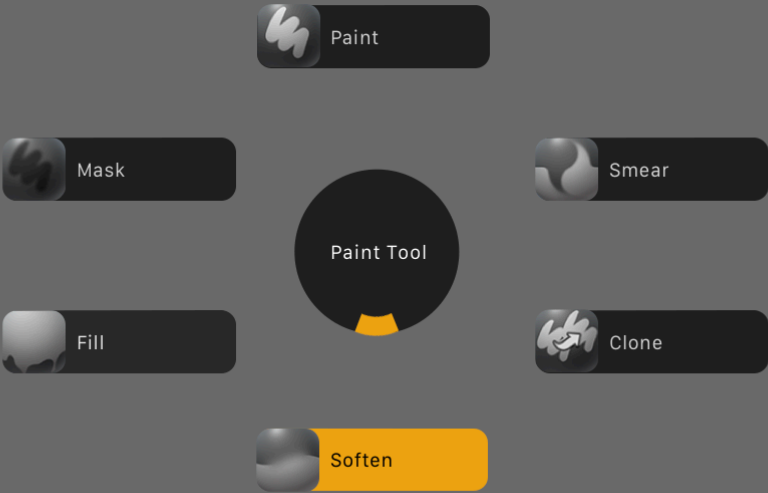 Paint
Mask
Smear
Paint Tool
Fill
Clone
Soften